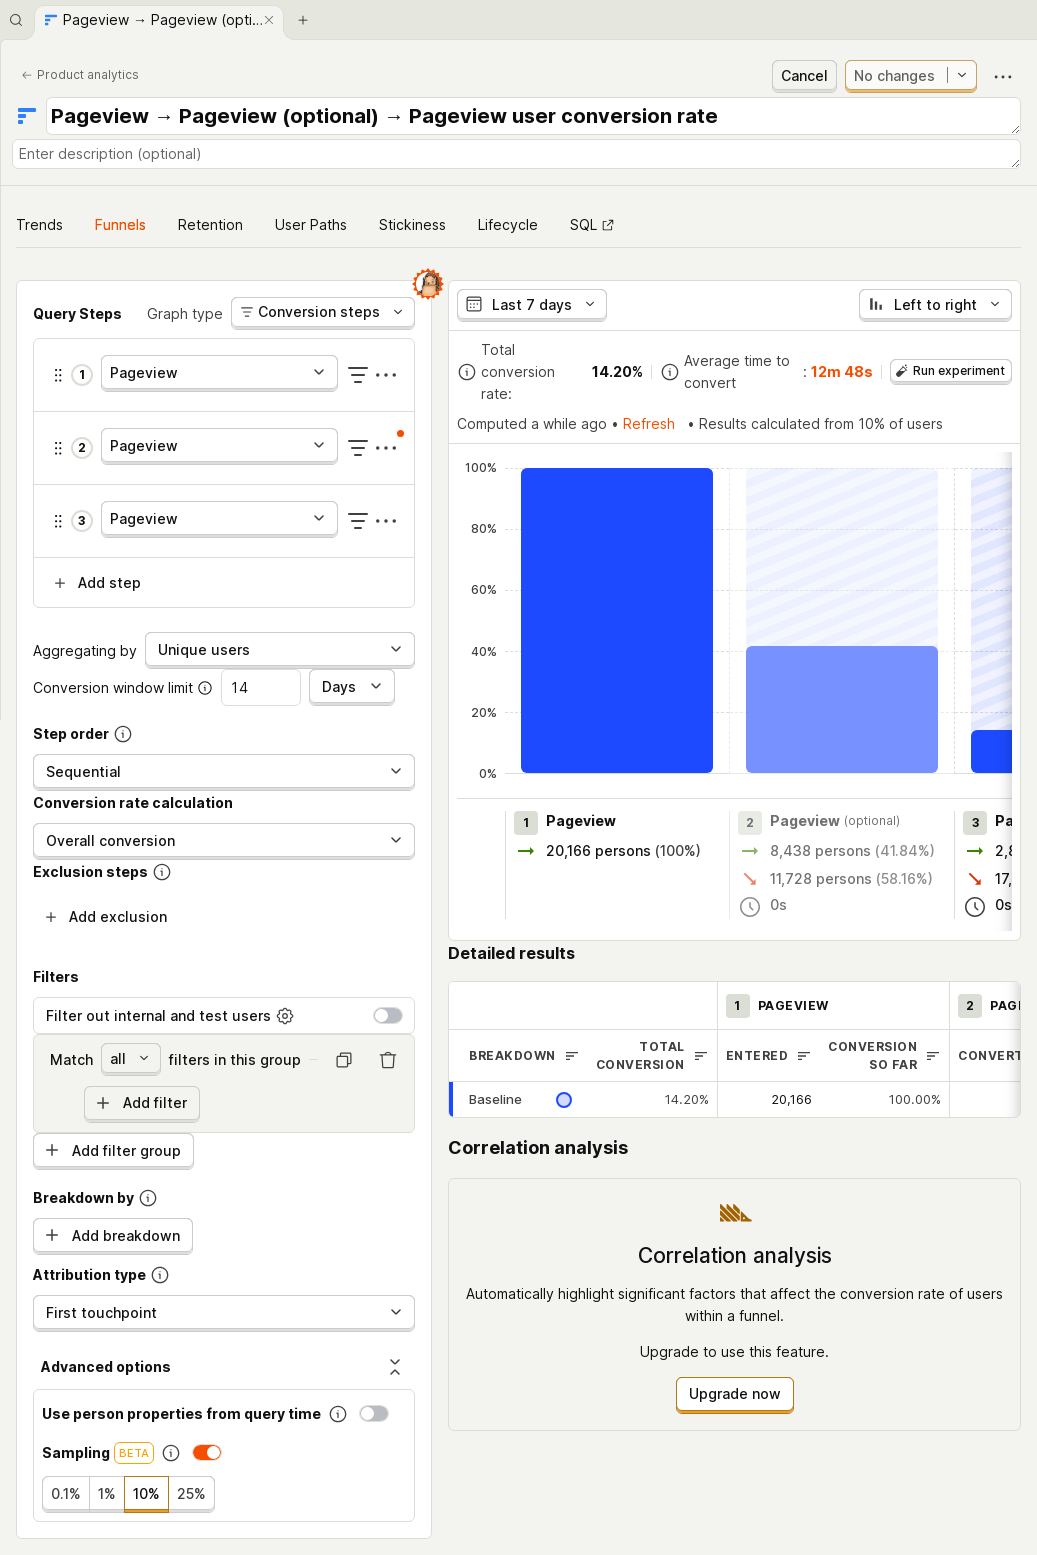 Pageview → Pageview (opti...
← Product analytics
Cancel
No changes
Pageview → Pageview (optional) → Pageview user conversion rate
Enter description (optional)
Trends
Funnels
Retention
User Paths
Stickiness
Lifecycle
SQL
Query Steps
Graph type
Conversion steps
1
Pageview
2
Pageview
3
Pageview
Add step
Aggregating by
Unique users
Conversion window limit
14
Days
Step order
Sequential
Conversion rate calculation
Overall conversion
Exclusion steps
Add exclusion
Filters
Filter out internal and test users
Match
all
filters in this group
Add filter
Add filter group
Breakdown by
Add breakdown
Attribution type
First touchpoint
Advanced options
Use person properties from query time
Sampling
BETA
0.1%
1%
10%
25%
Last 7 days
Left to right
Total
conversion
rate:
14.20%
Average time to
convert
: 12m 48s
Run experiment
Computed a while ago • Refresh • Results calculated from 10% of users
100%
80%
60%
40%
20%
0%
1
Pageview
20,166 persons (100%)
2
Pageview (optional)
8,438 persons (41.84%)
11,728 persons (58.16%)
0s
3
Pa
2,8
17,
0s
Detailed results
1
PAGEVIEW
2
BREAKDOWN
TOTAL
CONVERSION
ENTERED
CONVERSION
SO FAR
Baseline
14.20%
20,166
100.00%
Correlation analysis
Correlation analysis
Automatically highlight significant factors that affect the conversion rate of users
within a funnel.
Upgrade to use this feature.
Upgrade now